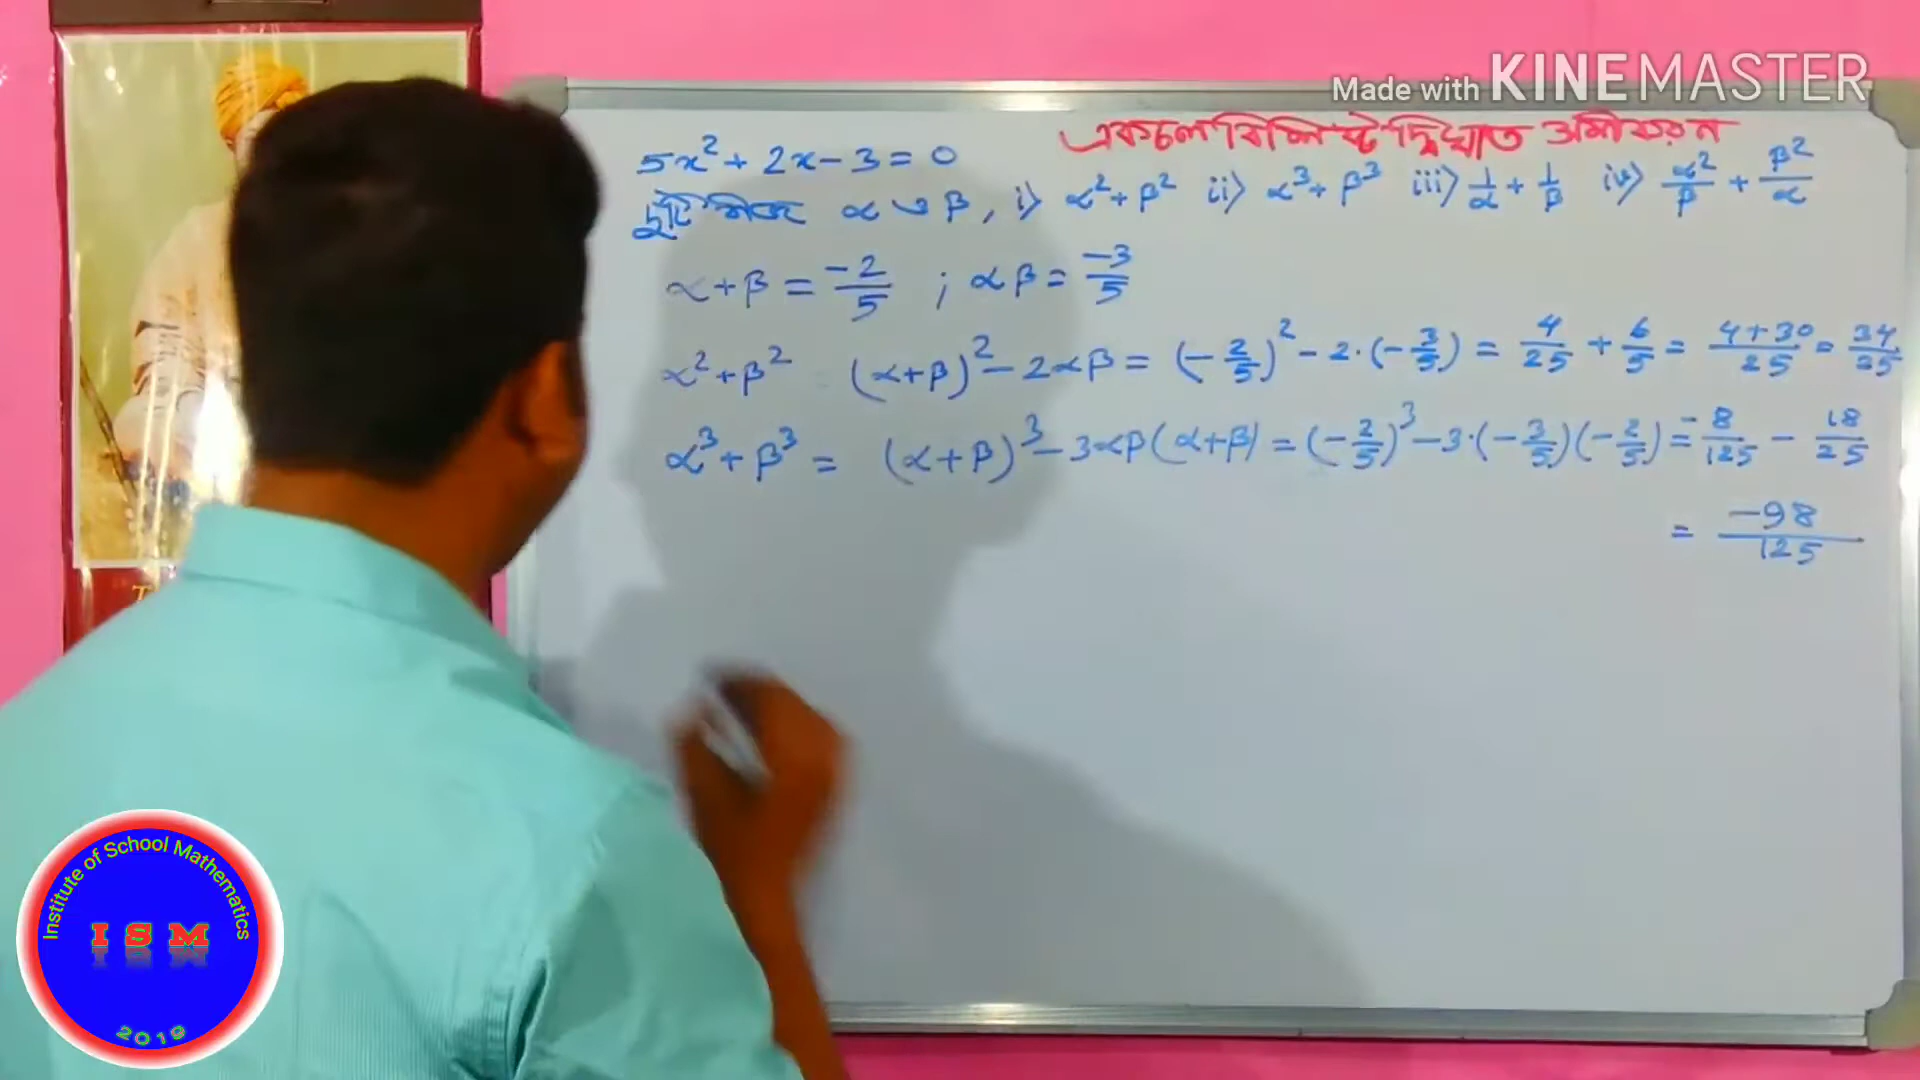 Made with KINEMASTER
একচল বিশিষ্ট দ্বিঘাত সমীকরন
5x² + 2x - 3 = 0
দুটি বীজ α ও β, i) α² + β² ii) α³ + β³ iii) 1/α + 1/β iv) α²/β + β²/α
α + β = -2/5 ; αβ = -3/5
α² + β² = (α+β)² - 2αβ = (-2/5)² - 2·(-3/5) = 4/25 + 6/5 = 4+30/25 = 34/25
α³ + β³ = (α+β)³ - 3αβ(α+β) = (-2/5)³ - 3·(-3/5)(-2/5) = -8/125 - 18/25
= -98/125
Institute of School Mathematics
ISM
2019